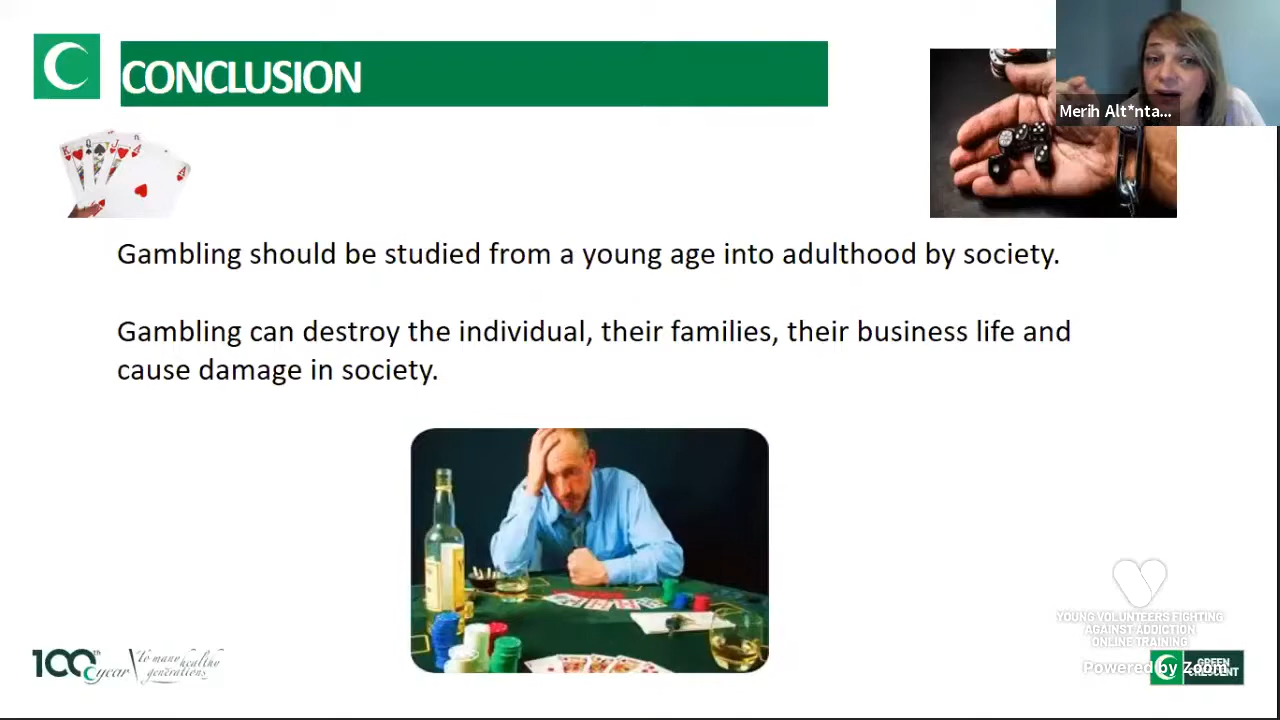 CONCLUSION
Merih Alt*nta...
Gambling should be studied from a young age into adulthood by society.
Gambling can destroy the individual, their families, their business life and
cause damage in society.
YOUNG VOLUNTEERS FIGHTING
AGAINST ADDICTION
ONLINE TRAINING
100th year
To many healthy
generations
Powered by Zoom
GREEN
CRESCENT